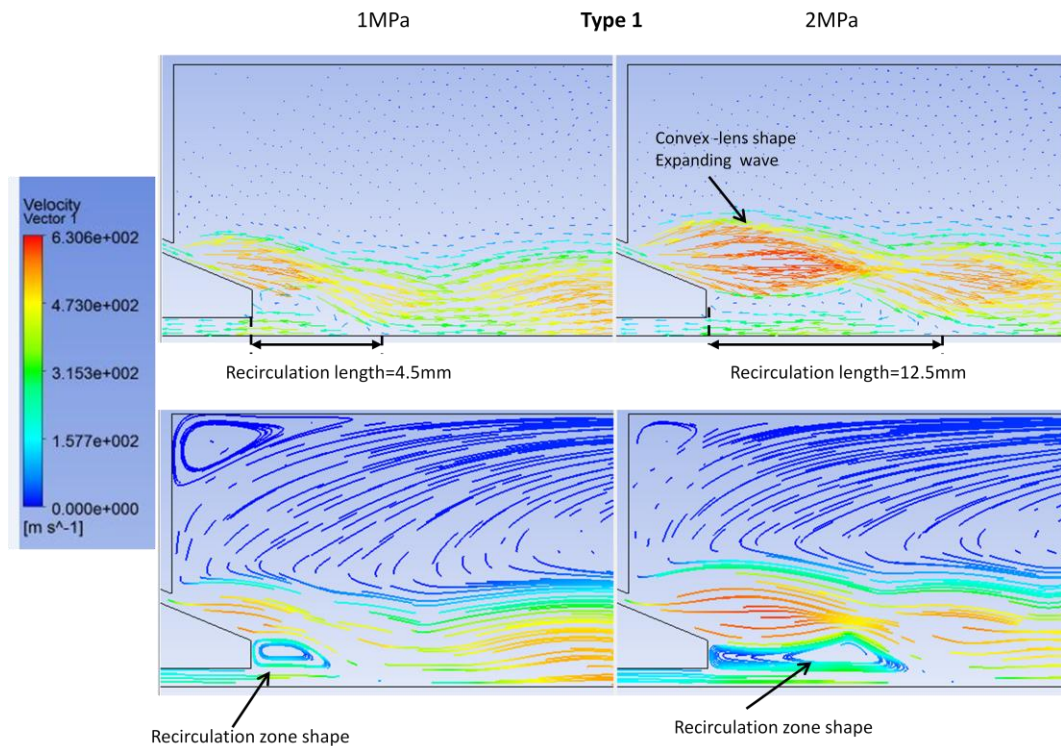 1MPa
Type 1
2MPa
Convex -lens shape
Expanding wave
Velocity
Vector 1
6.306e+002
4.730e+002
3.153e+002
1.577e+002
0.000e+000
[m s^-1]
Recirculation length=4.5mm
Recirculation length=12.5mm
Recirculation zone shape
Recirculation zone shape